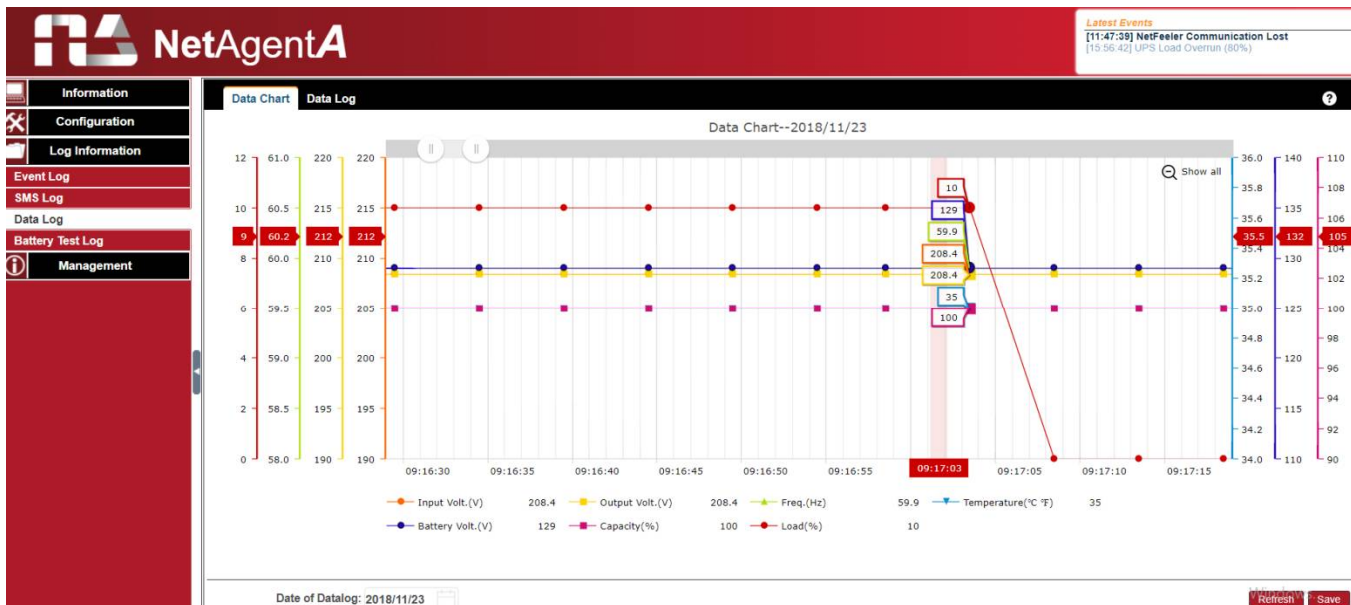 NetAgentA
Latest Events
[11:47:39] NetFeeler Communication Lost
[15:56:42] UPS Load Overrun (80%)
Information
Configuration
Log Information
Event Log
SMS Log
Data Log
Battery Test Log
Management
Data Chart Data Log
?
Data Chart--2018/11/23
Show all
12 61.0 220 220 36.0 140 110
35.8 108
10 60.5 215 215 35.6 135 106
9 60.2 212 212 35.5 132 105
8 60.0 210 210 35.4 130 104
35.2 102
6 59.5 205 205 35.0 125 100
34.8 98
4 59.0 200 200 120
34.6 96
2 58.5 195 195 34.4 115 94
34.2 92
0 58.0 190 190 34.0 110 90
10
129
59.9
208.4
208.4
35
100
09:16:30 09:16:35 09:16:40 09:16:45 09:16:50 09:16:55 09:17:03 09:17:05 09:17:10 09:17:15
Input Volt.(V) 208.4 Output Volt.(V) 208.4 Freq.(Hz) 59.9 Temperature(°C °F) 35
Battery Volt.(V) 129 Capacity(%) 100 Load(%) 10
Date of Datalog: 2018/11/23
Refresh Save